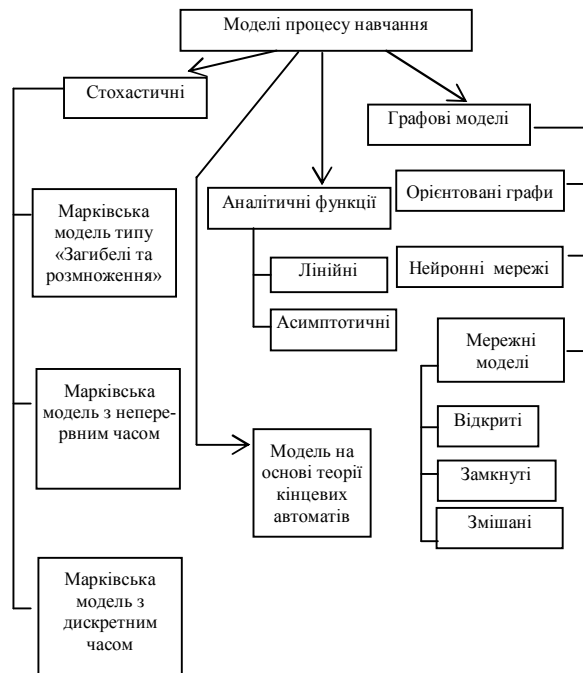 Моделі процесу навчання
Стохастичні
Марківська
модель типу
«Загибелі та
розмноження»
Марківська
модель з непере-
рвним часом
Марківська
модель з
дискретним
часом
Модель на
основі теорії
кінцевих
автоматів
Аналітичні функції
Лінійні
Асимптотичні
Графові моделі
Орієнтовані графи
Нейронні мережі
Мережні
моделі
Відкриті
Замкнуті
Змішані